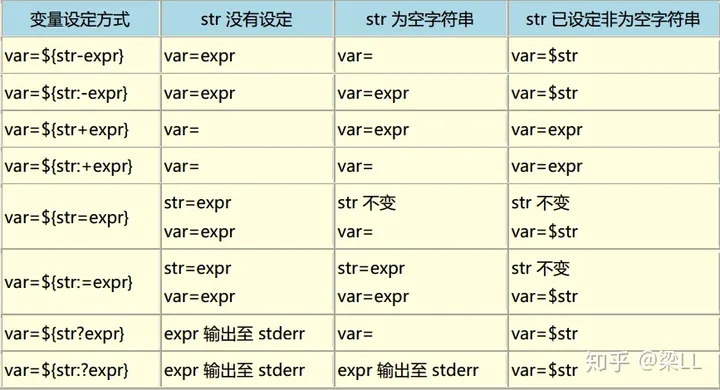 变量设定方式 str 没有设定 str 为空字符串 str 已设定非为空字符串
var=${str-expr} var=expr var= var=$str
var=${str:-expr} var=expr var=expr var=$str
var=${str+expr} var= var=expr var=expr
var=${str:+expr} var= var= var=expr
var=${str=expr} str=expr str 不变 str 不变
var=expr var= var=$str
var=${str:=expr} str=expr str=expr str 不变
var=expr var=expr var=$str
var=${str?expr} expr 输出至 stderr var= var=$str
var=${str:?expr} expr 输出至 stderr expr 输出至 stderr var=$str
知乎 @梁LL